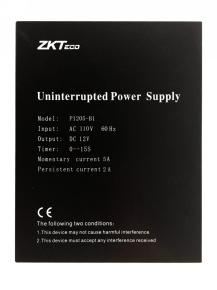 ZKTeco
Uninterrupted Power Supply
Model: P1205-B1
Input: AC 110V 60Hz
Output: DC 12V
Timer: 0--15S
Momentary current 5A
Persistent current 2A
CE
The following two conditions:
1.This device may not cause harmful interference.
2.This device must accept any interference received